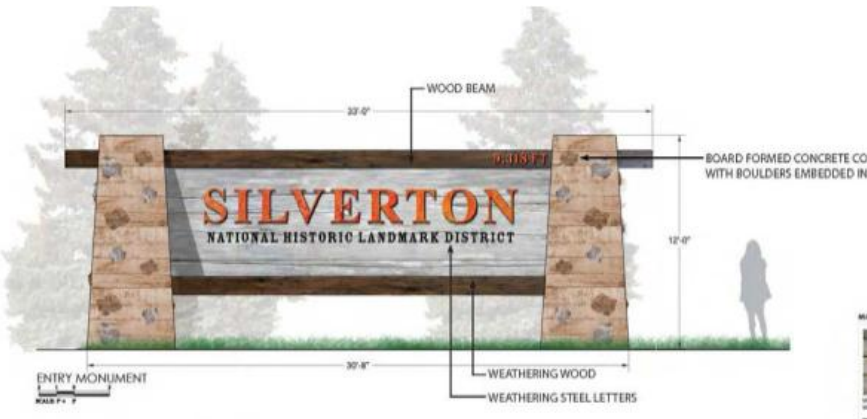 WOOD BEAM
33'-0"
9,318 FT
BOARD FORMED CONCRETE CO
WITH BOULDERS EMBEDDED IN
SILVERTON
NATIONAL HISTORIC LANDMARK DISTRICT
12'-0"
30'-8"
WEATHERING WOOD
ENTRY MONUMENT
WEATHERING STEEL LETTERS